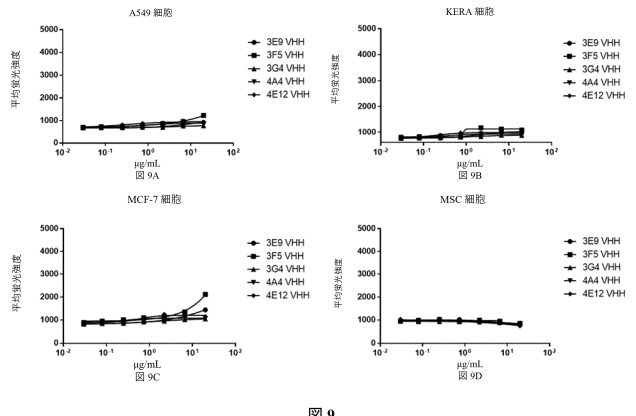 A549 細胞
平均蛍光強度
5000
4000
3000
2000
1000
0
10-2
10-1
100
101
102
µg/mL
図 9A
3E9 VHH
3F5 VHH
3G4 VHH
4A4 VHH
4E12 VHH
KERA 細胞
平均蛍光強度
5000
4000
3000
2000
1000
10-2
10-1
100
101
102
µg/mL
図 9B
3E9 VHH
3F5 VHH
3G4 VHH
4A4 VHH
4E12 VHH
MCF-7 細胞
平均蛍光強度
5000
4000
3000
2000
1000
0
10-2
10-1
100
101
102
µg/mL
図 9C
3E9 VHH
3F5 VHH
3G4 VHH
4A4 VHH
4E12 VHH
MSC 細胞
平均蛍光強度
5000
4000
3000
2000
1000
0
10-2
10-1
100
101
102
µg/mL
図 9D
3E9 VHH
3F5 VHH
3G4 VHH
4A4 VHH
4E12 VHH
図 9